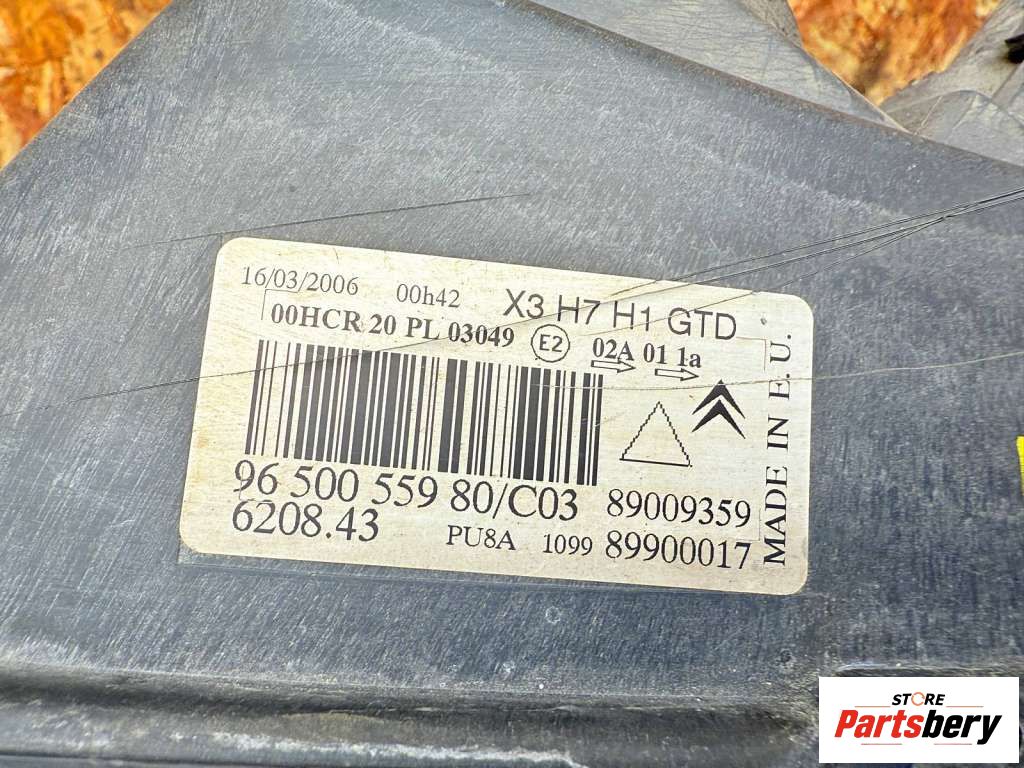 16/03/2006 00h42 X3 H7 H1 GTD
00HCR 20 PL 03049 E2 02A 01 1a
96 500 559 80/C03 89009359
6208.43 PU8A 1099 89900017
MADE IN E.U.
STORE
Partsbery